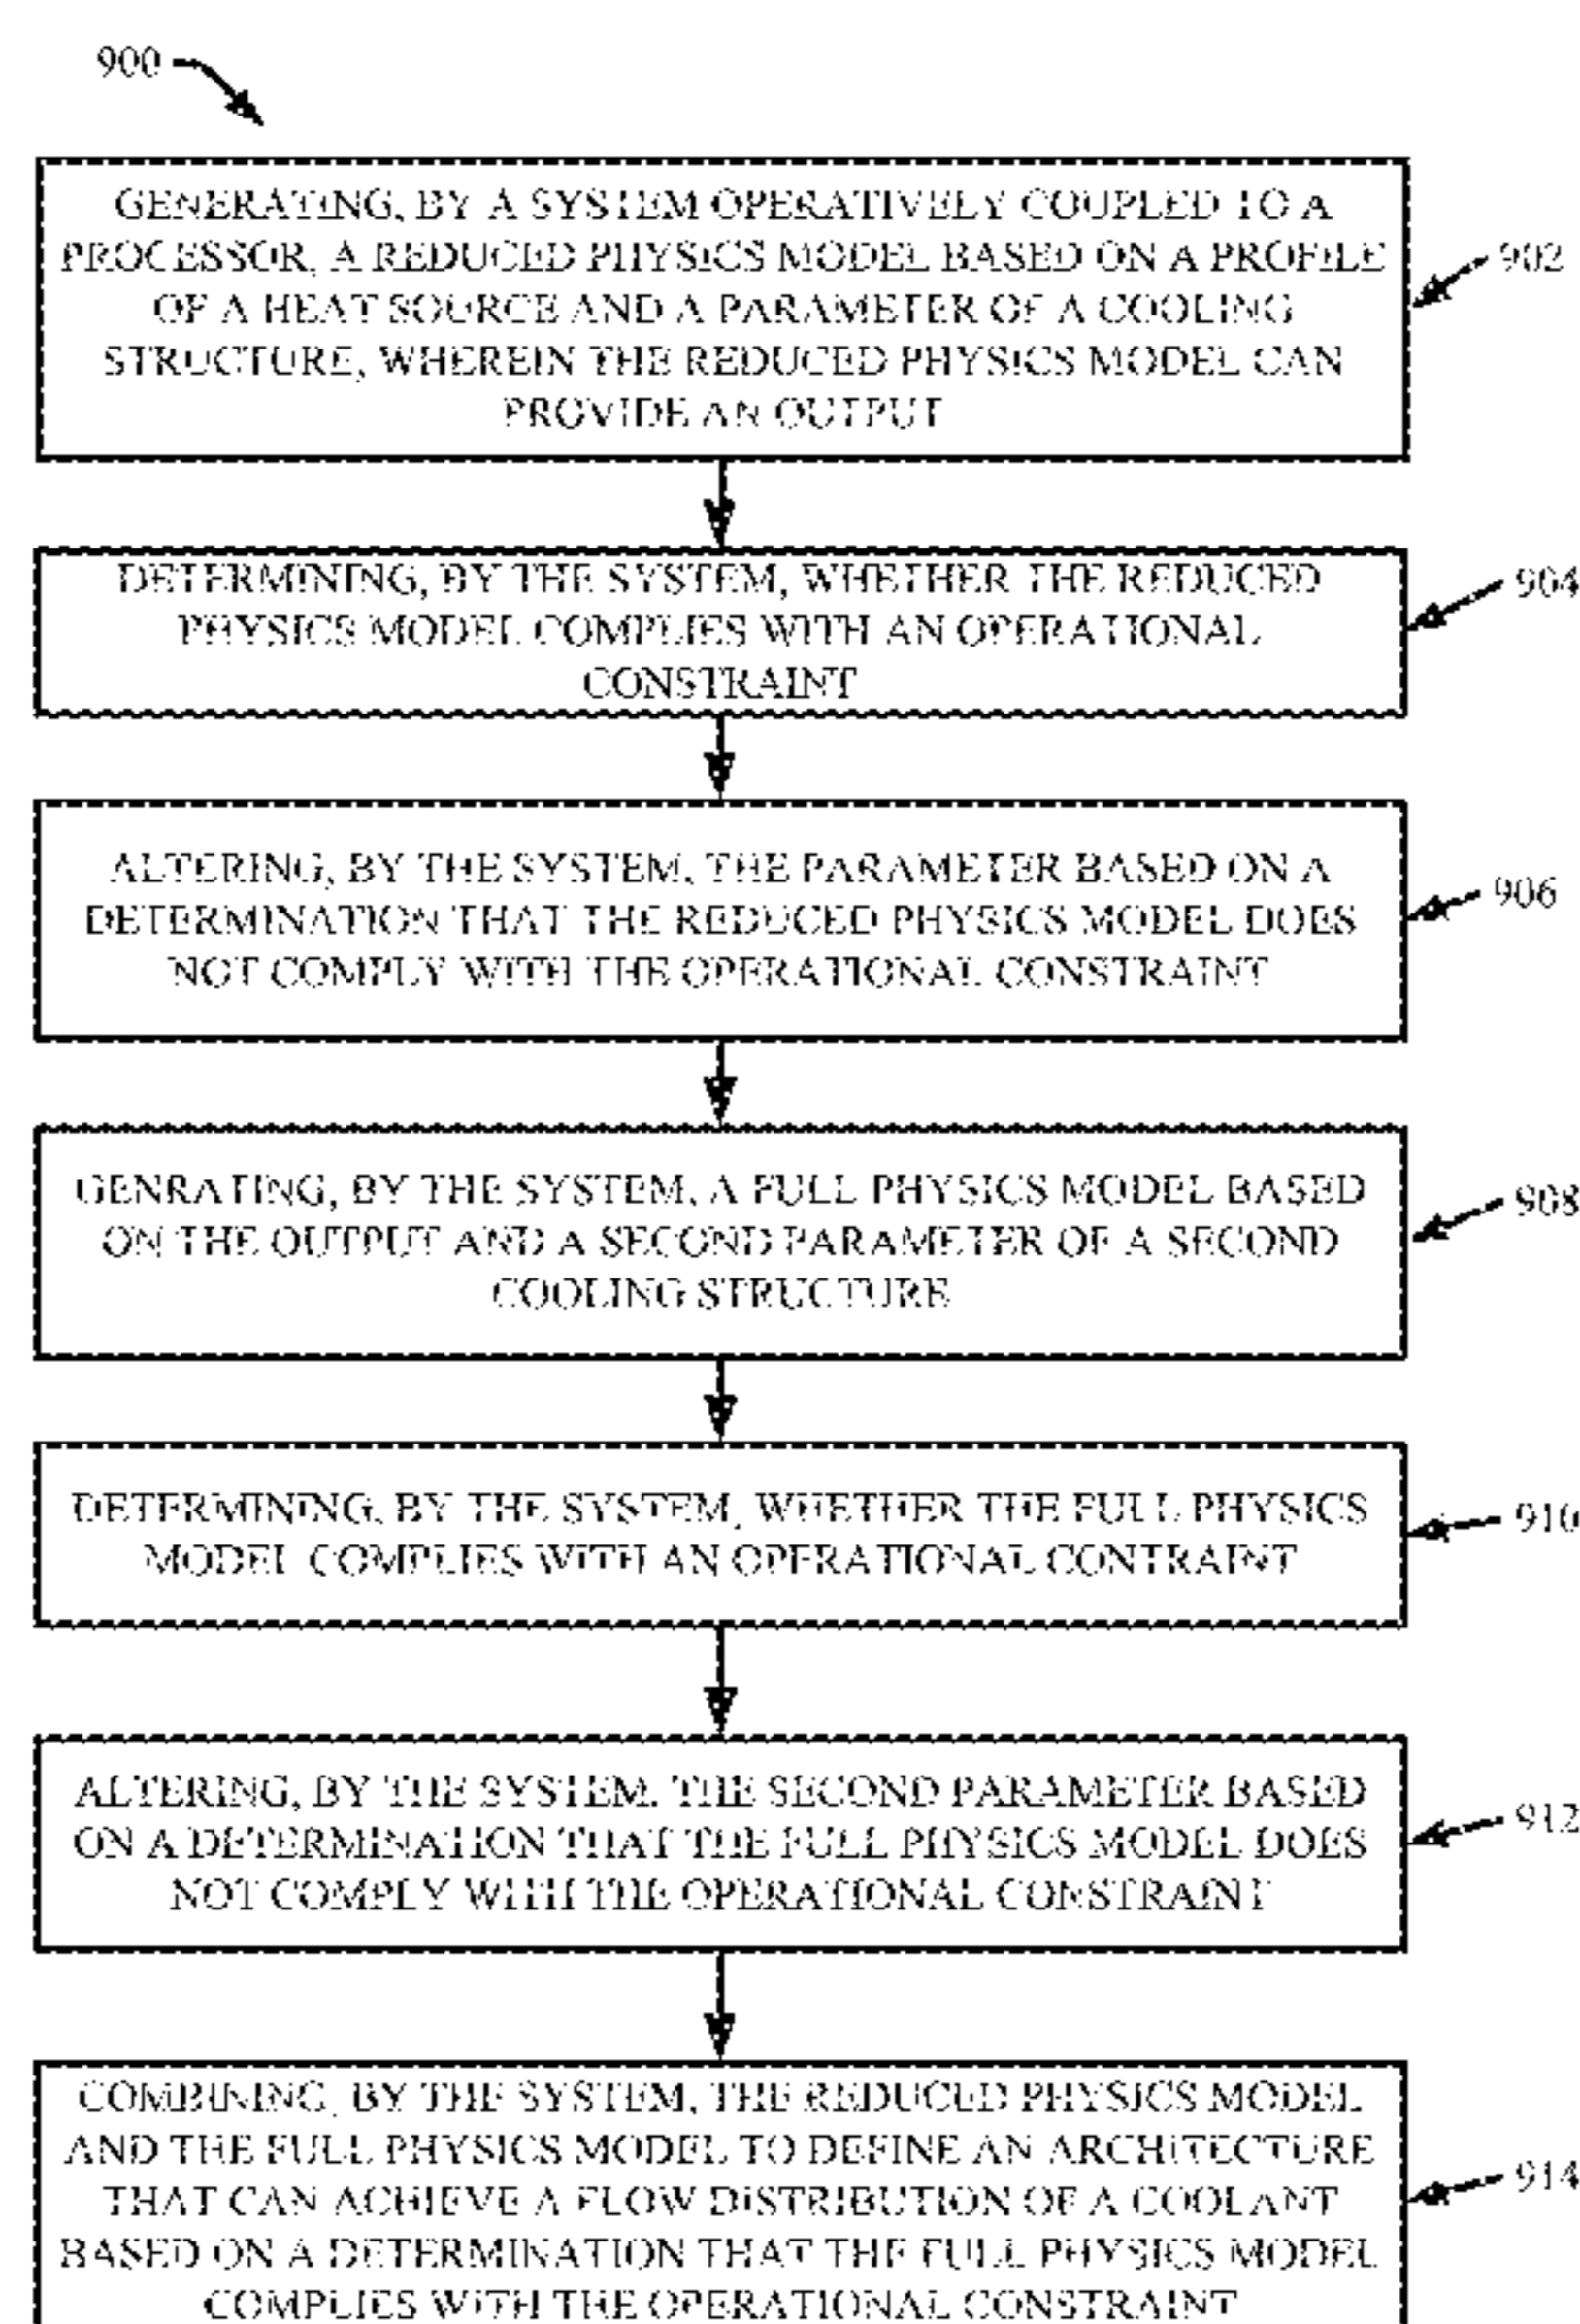 900
GENERATING, BY A SYSTEM OPERATIVELY COUPLED TO A
PROCESSOR, A REDUCED PHYSICS MODEL BASED ON A PROFILE
OF A HEAT SOURCE AND A PARAMETER OF A COOLING
STRUCTURE, WHEREIN THE REDUCED PHYSICS MODEL CAN
PROVIDE AN OUTPUT
902
DETERMINING, BY THE SYSTEM, WHETHER THE REDUCED
PHYSICS MODEL COMPLIES WITH AN OPERATIONAL
CONSTRAINT
904
ALTERING, BY THE SYSTEM, THE PARAMETER BASED ON A
DETERMINATION THAT THE REDUCED PHYSICS MODEL DOES
NOT COMPLY WITH THE OPERATIONAL CONSTRAINT
906
GENRATING, BY THE SYSTEM, A FULL PHYSICS MODEL BASED
ON THE OUTPUT AND A SECOND PARAMETER OF A SECOND
COOLING STRUCTURE
908
DETERMINING, BY THE SYSTEM, WHETHER THE FULL PHYSICS
MODEL COMPLIES WITH AN OPERATIONAL CONTRAINT
910
ALTERING, BY THE SYSTEM, THE SECOND PARAMETER BASED
ON A DETERMINATION THAT THE FULL PHYSICS MODEL DOES
NOT COMPLY WITH THE OPERATIONAL CONSTRAINT
912
COMBINING, BY THE SYSTEM, THE REDUCED PHYSICS MODEL
AND THE FULL PHYSICS MODEL TO DEFINE AN ARCHITECTURE
THAT CAN ACHIEVE A FLOW DISTRIBUTION OF A COOLANT
BASED ON A DETERMINATION THAT THE FULL PHYSICS MODEL
COMPLIES WITH THE OPERATIONAL CONSTRAINT
914